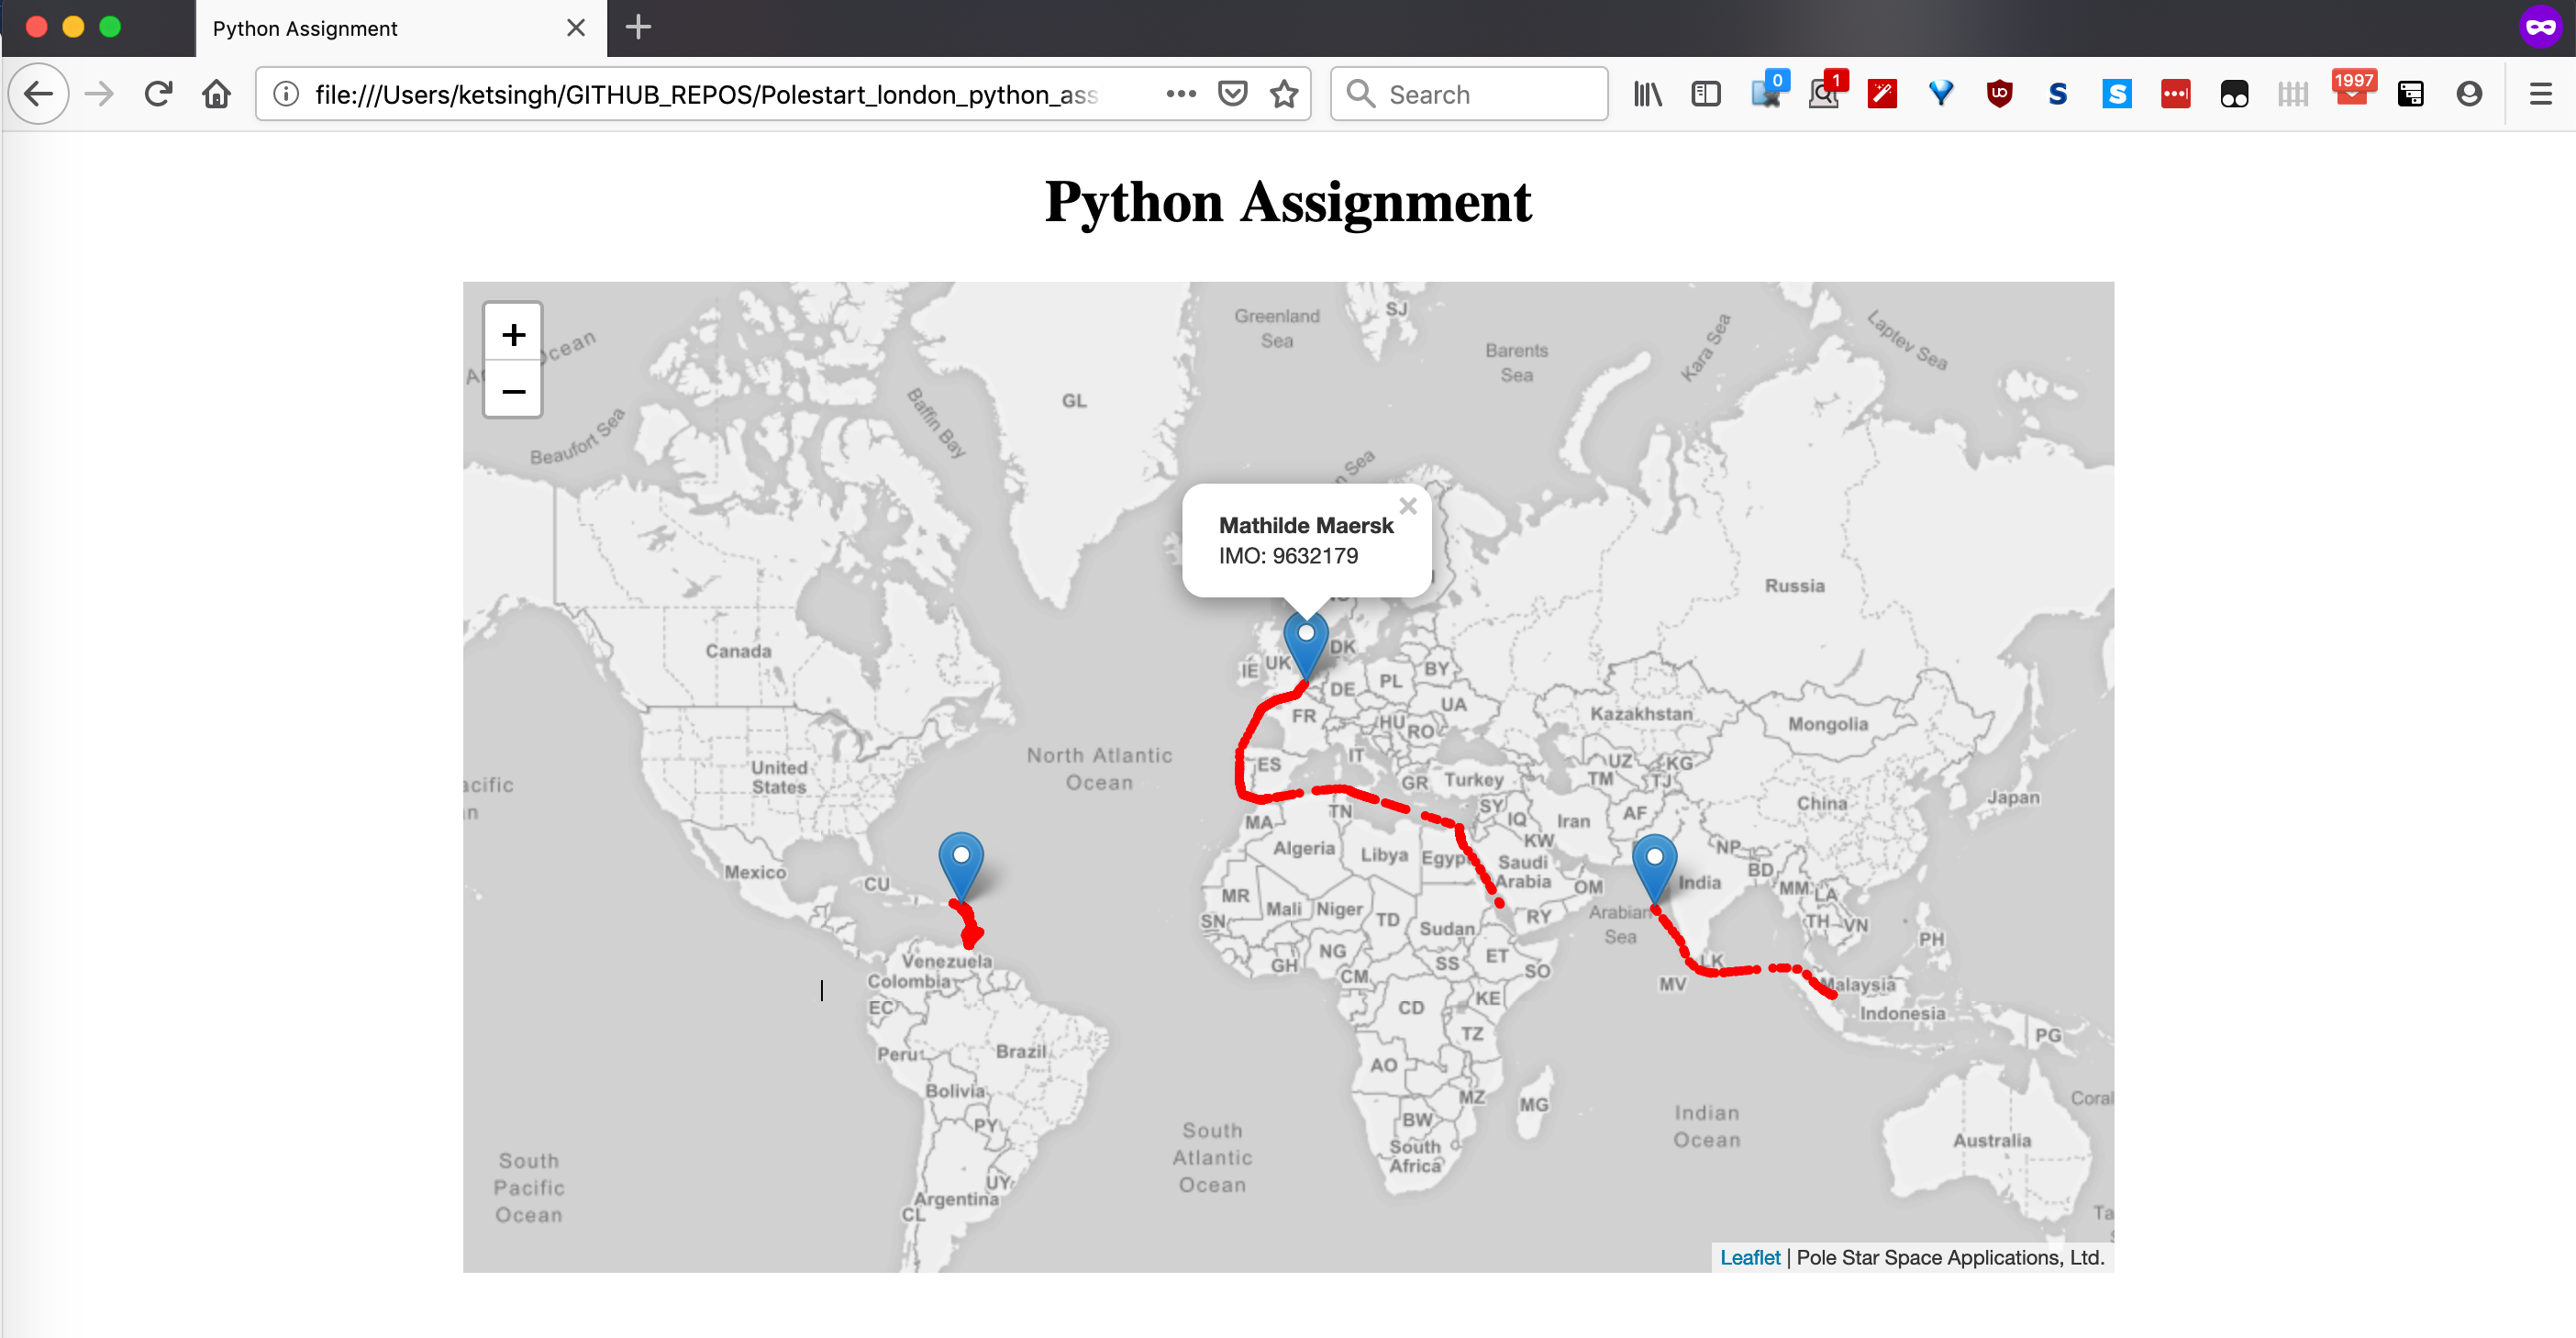 Python Assignment
file:///Users/ketsingh/GITHUB_REPOS/Polestart_london_python_ass
Search
0
1
1997
Python Assignment
+
−
Ocean
Beaufort Sea
Baffin Bay
GL
Greenland
Sea
SJ
Barents
Sea
Kara Sea
Laptev Sea
n Sea
Mathilde Maersk
IMO: 9632179
Russia
Canada
IE
UK
DK
DE
PL
BY
UA
FR
HU
RO
Kazakhstan
Mongolia
North Atlantic
Ocean
acific
n
United
States
ES
IT
GR
Turkey
UZ
KG
TM
TJ
China
Japan
MA
TN
SY
IQ
Iran
AF
KW
Algeria
Libya
Egypt
Saudi
Arabia
OM
NP
BD
India
MM
LA
Mexico
CU
MR
Mali
Niger
TD
Sudan
RY
Arabian
Sea
TH
VN
PH
SN
GH
NG
CM
SS
ET
SO
LK
MV
Malaysia
Indonesia
PG
Venezuela
Colombia
EC
Peru
Brazil
Bolivia
PY
CD
KE
TZ
AO
MZ
MG
BW
South
Africa
Indian
Ocean
Australia
Coral
Ta
South
Pacific
Ocean
South
Atlantic
Ocean
UY
Argentina
CL
Leaflet | Pole Star Space Applications, Ltd.